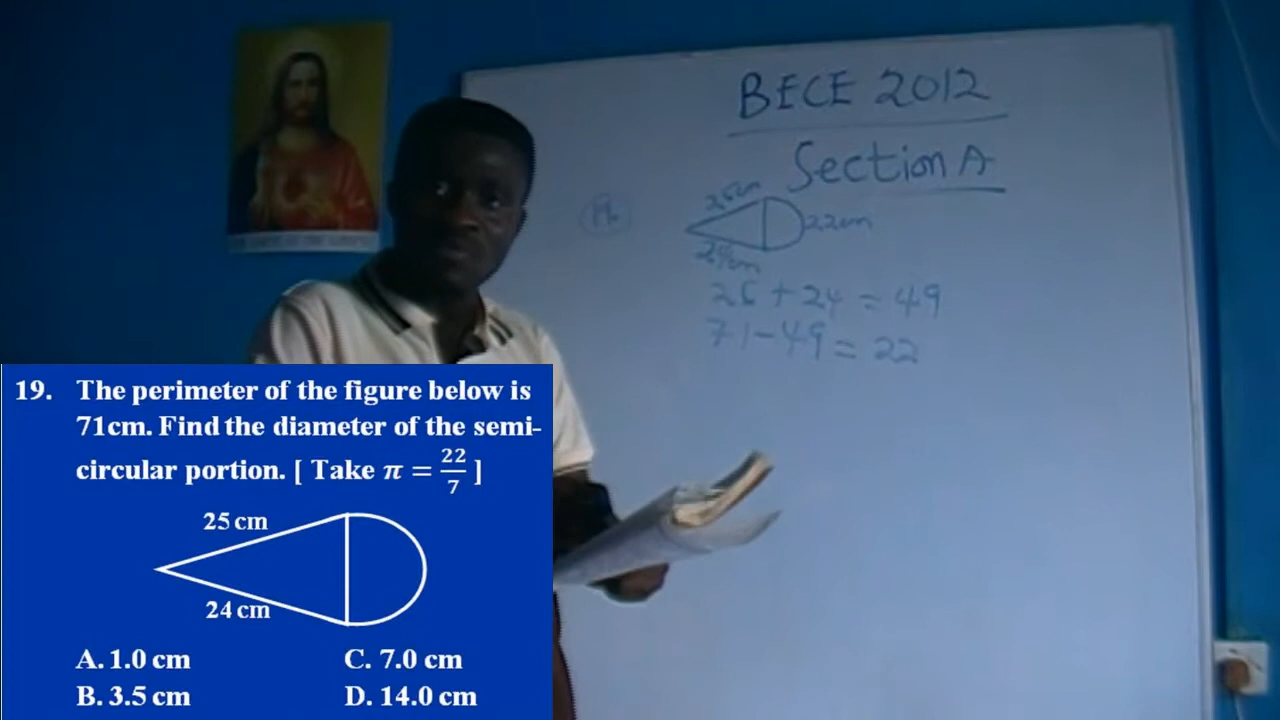 BECE 2012
Section A
19.
25cm
22cm
24cm
25 + 24 = 49
71 - 49 = 22
19. The perimeter of the figure below is
71cm. Find the diameter of the semi-
circular portion. [ Take π = 22/7 ]
25 cm
24 cm
A. 1.0 cm C. 7.0 cm
B. 3.5 cm D. 14.0 cm